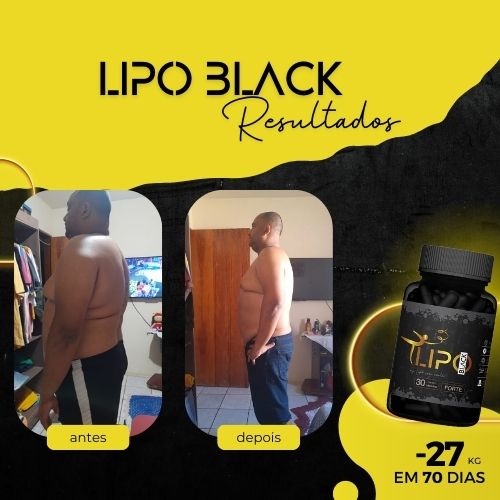 LIPO BLACK
Resultados
antes
depois
LIPO
BLACK
30
FORTE
-27 KG
EM 70 DIAS